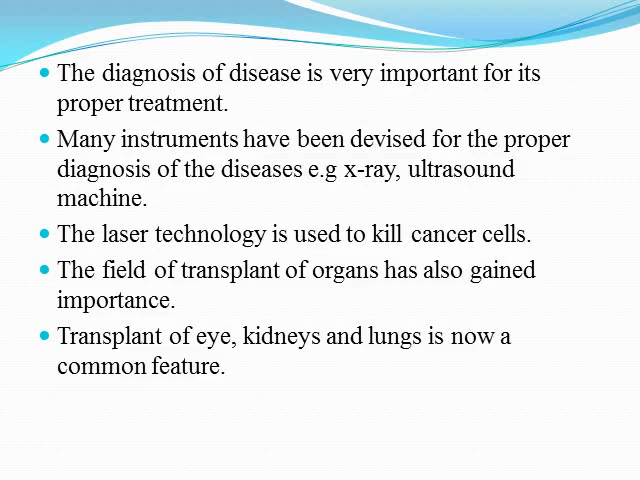 • The diagnosis of disease is very important for its
proper treatment.
• Many instruments have been devised for the proper
diagnosis of the diseases e.g x-ray, ultrasound
machine.
• The laser technology is used to kill cancer cells.
• The field of transplant of organs has also gained
importance.
• Transplant of eye, kidneys and lungs is now a
common feature.